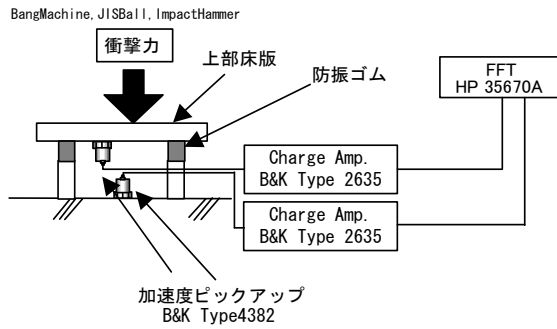 BangMachine, JISBall, ImpactHammer
衝撃力
上部床版
防振ゴム
FFT
HP 35670A
Charge Amp.
B&K Type 2635
Charge Amp.
B&K Type 2635
加速度ピックアップ
B&K Type4382